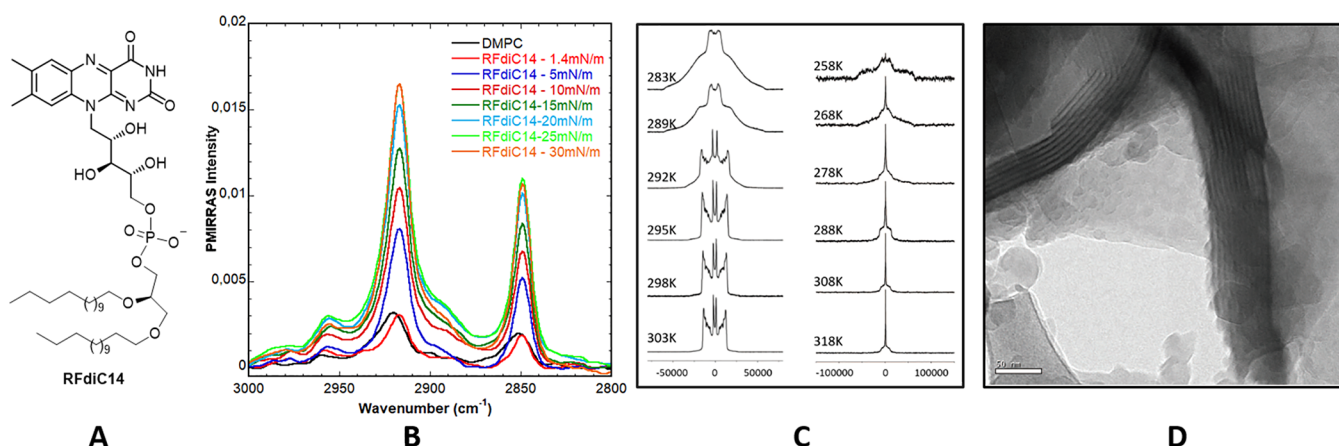 O
N
NH
N
N
O
OH
HO
OH
O
O
P
O
−
O
9
O
9
O
RFdiC14
A
B
0,02
0,015
0,01
0,005
0
PMIRRAS Intensity
DMPC
RFdiC14 - 1.4mN/m
RFdiC14 - 5mN/m
RFdiC14 - 10mN/m
RFdiC14-15mN/m
RFdiC14-20mN/m
RFdiC14-25mN/m
RFdiC14 - 30mN/m
3000
2950
2900
2850
2800
Wavenumber (cm-1)
B
C
283K
289K
292K
295K
298K
303K
-50000
0
50000
258K
268K
278K
288K
308K
318K
-100000
0
100000
C
D
50 nm
D
A